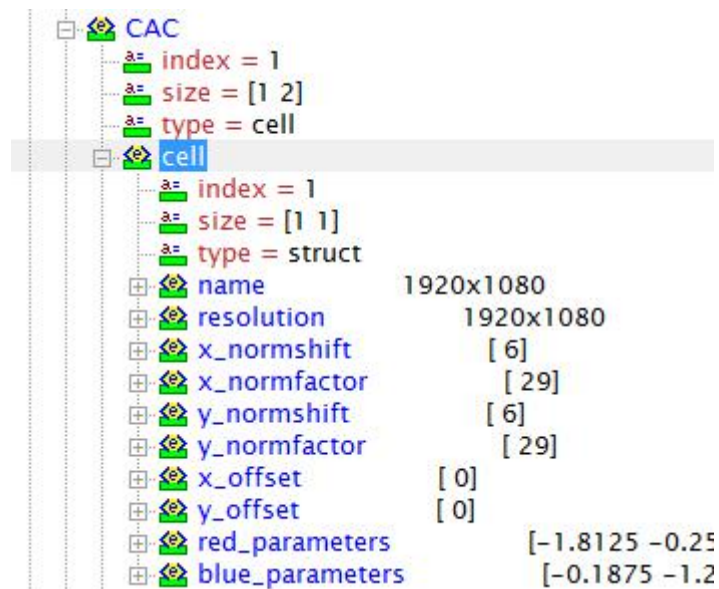 CAC
index = 1
size = [1 2]
type = cell
cell
index = 1
size = [1 1]
type = struct
name 1920x1080
resolution 1920x1080
x_normshift [ 6]
x_normfactor [ 29]
y_normshift [ 6]
y_normfactor [ 29]
x_offset [ 0]
y_offset [ 0]
red_parameters [-1.8125 -0.25
blue_parameters [-0.1875 -1.2